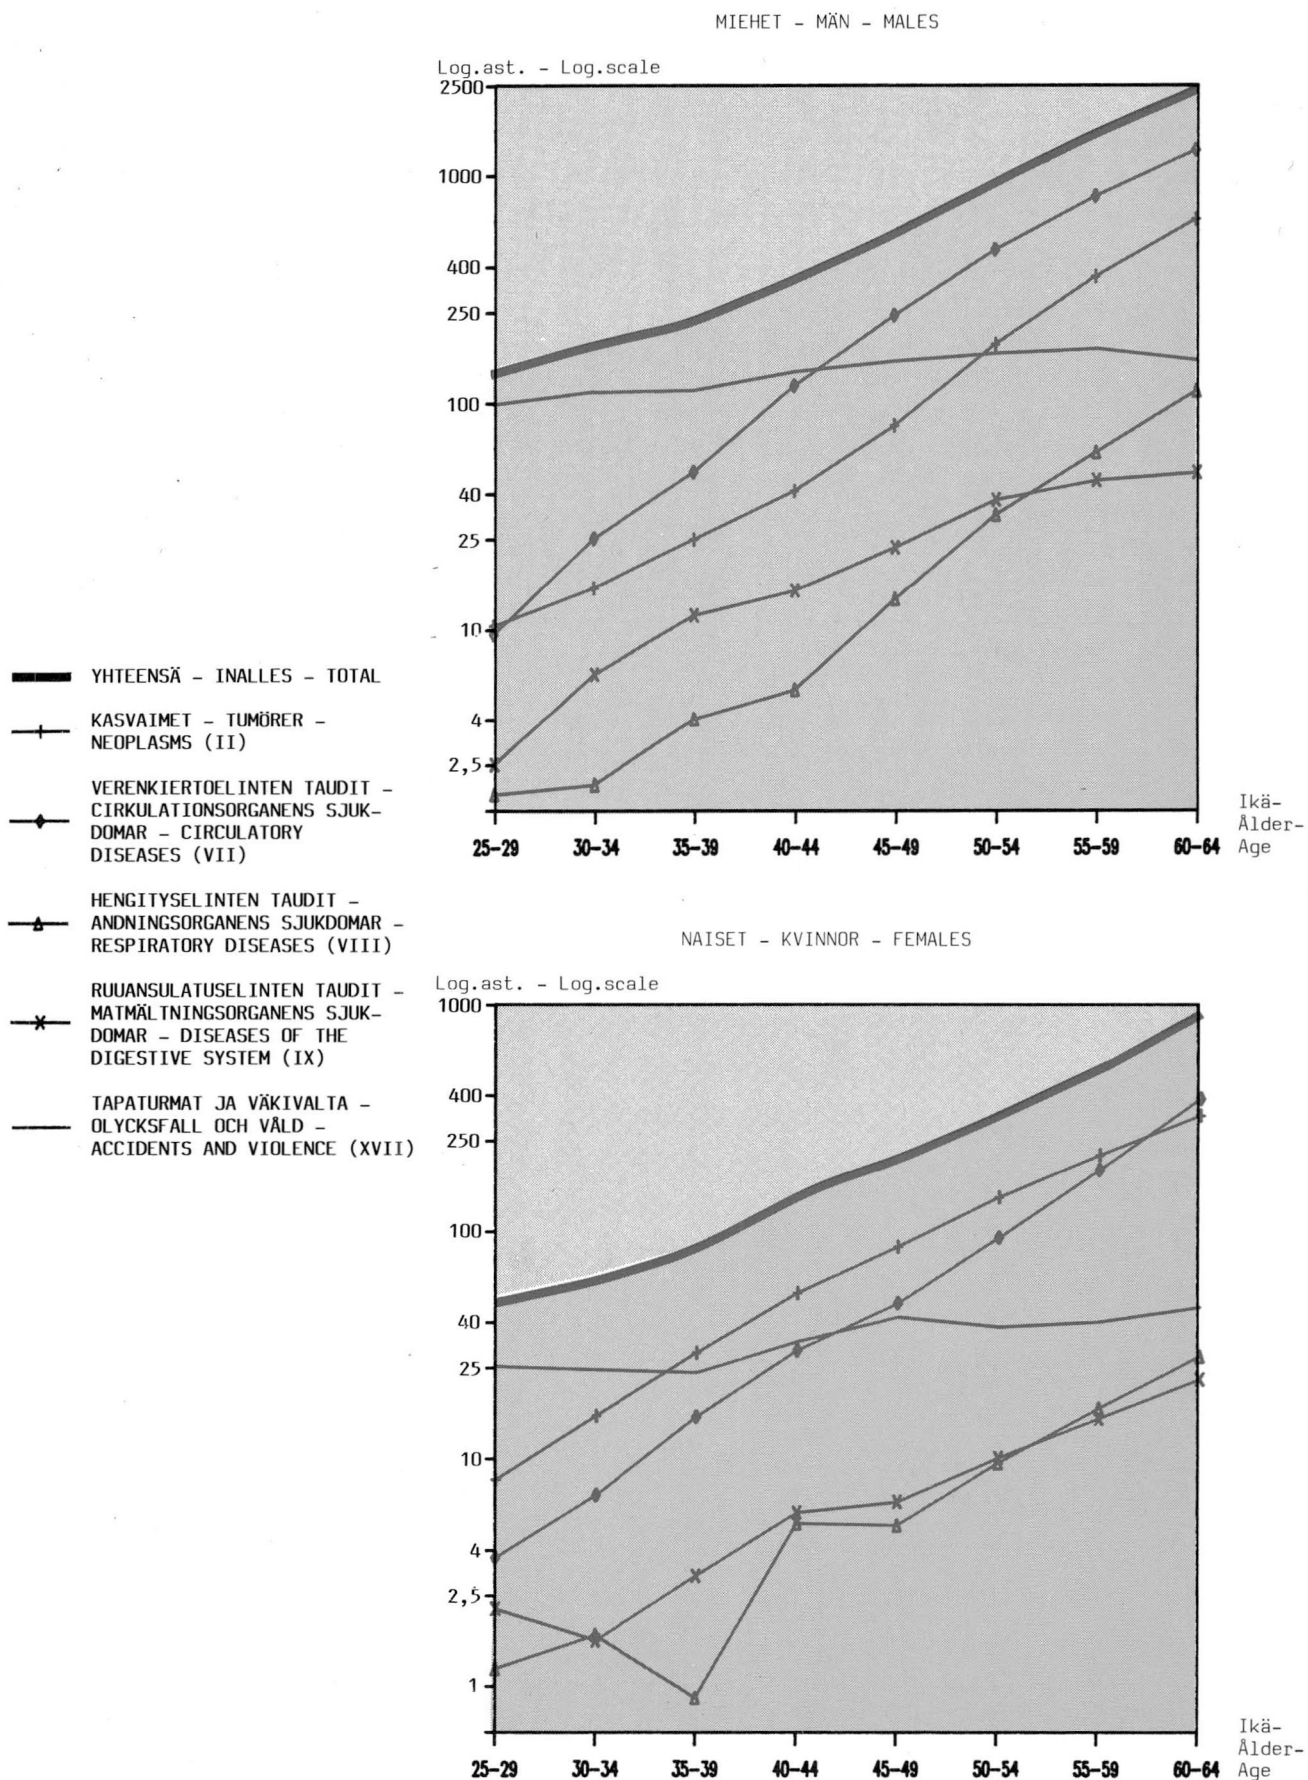 MIEHET - MÄN - MALES
Log.ast. - Log.scale
2500
1000
400
250
100
40
25
10
4
2,5
25-29 30-34 35-39 40-44 45-49 50-54 55-59 60-64
Ikä-
Ålder-
Age
YHTEENSÄ - INALLES - TOTAL
KASVAIMET - TUMÖRER -
NEOPLASMS (II)
VERENKIERTOELINTEN TAUDIT -
CIRKULATIONSORGANENS SJUK-
DOMAR - CIRCULATORY
DISEASES (VII)
HENGITYSELINTEN TAUDIT -
ANDNINGSORGANENS SJUKDOMAR -
RESPIRATORY DISEASES (VIII)
RUUANSULATUSELINTEN TAUDIT -
MATMÄLTNINGSORGANENS SJUK-
DOMAR - DISEASES OF THE
DIGESTIVE SYSTEM (IX)
TAPATURMAT JA VÄKIVALTA -
OLYCKSFALL OCH VÅLD -
ACCIDENTS AND VIOLENCE (XVII)
NAISET - KVINNOR - FEMALES
Log.ast. - Log.scale
1000
400
250
100
40
25
10
4
2,5
1
25-29 30-34 35-39 40-44 45-49 50-54 55-59 60-64
Ikä-
Ålder-
Age